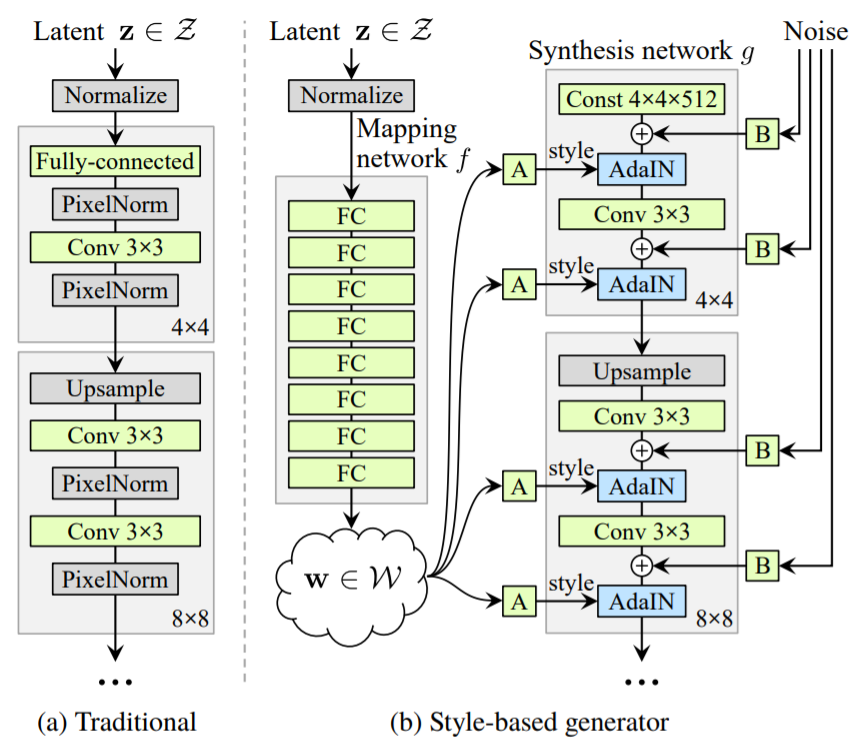 Latent z ∈ 𝒵
Normalize
Fully-connected
PixelNorm
Conv 3×3
PixelNorm
4×4
Upsample
Conv 3×3
PixelNorm
Conv 3×3
PixelNorm
8×8
...
(a) Traditional
Latent z ∈ 𝒵
Normalize
Mapping
network f
FC
FC
FC
FC
FC
FC
FC
FC
w ∈ 𝒲
Noise
Synthesis network g
Const 4×4×512
B
A
style
AdaIN
Conv 3×3
B
A
style
AdaIN
4×4
Upsample
Conv 3×3
B
A
style
AdaIN
Conv 3×3
B
A
style
AdaIN
8×8
...
(b) Style-based generator